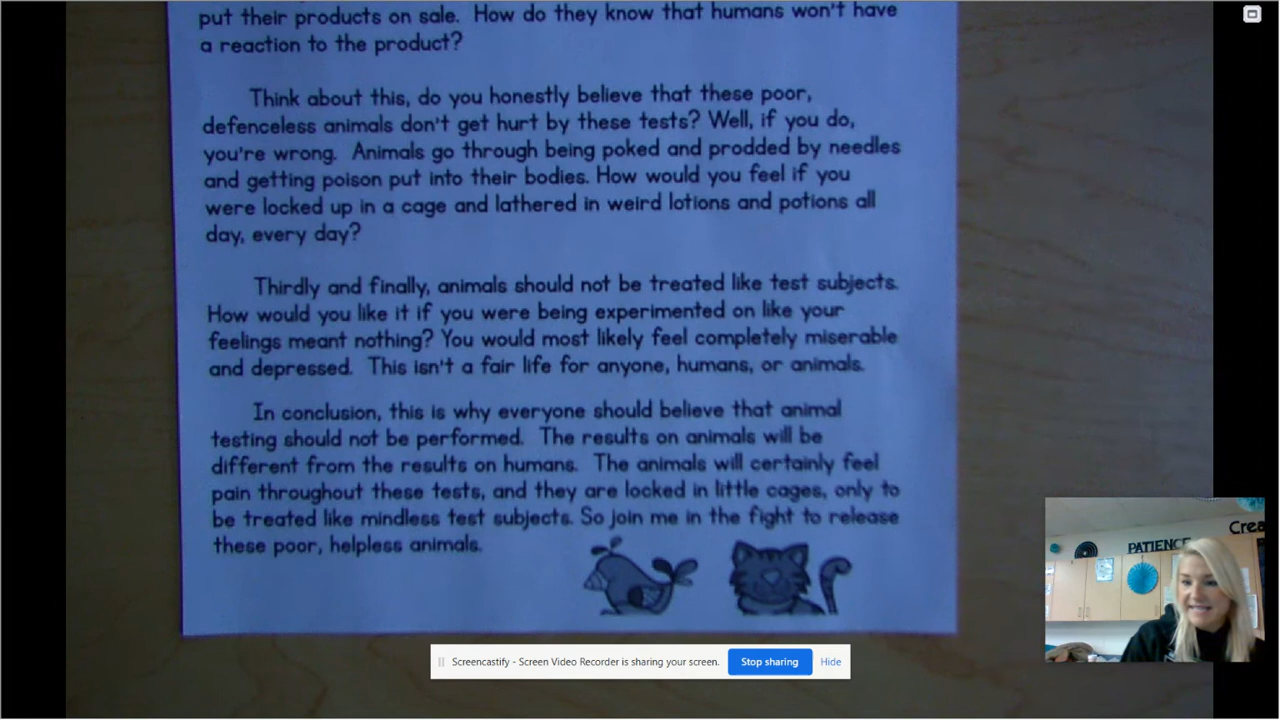 put their products on sale.  How do they know that humans won't have
a reaction to the product?
Think about this, do you honestly believe that these poor,
defenceless animals don't get hurt by these tests? Well, if you do,
you're wrong.  Animals go through being poked and prodded by needles
and getting poison put into their bodies. How would you feel if you
were locked up in a cage and lathered in weird lotions and potions all
day, every day?
Thirdly and finally, animals should not be treated like test subjects.
How would you like it if you were being experimented on like your
feelings meant nothing? You would most likely feel completely miserable
and depressed.  This isn't a fair life for anyone, humans, or animals.
In conclusion, this is why everyone should believe that animal
testing should not be performed.  The results on animals will be
different from the results on humans.  The animals will certainly feel
pain throughout these tests, and they are locked in little cages, only to
be treated like mindless test subjects. So join me in the fight to release
these poor, helpless animals.
Crea
PATIENCE
Screencastify - Screen Video Recorder is sharing your screen.
Stop sharing
Hide